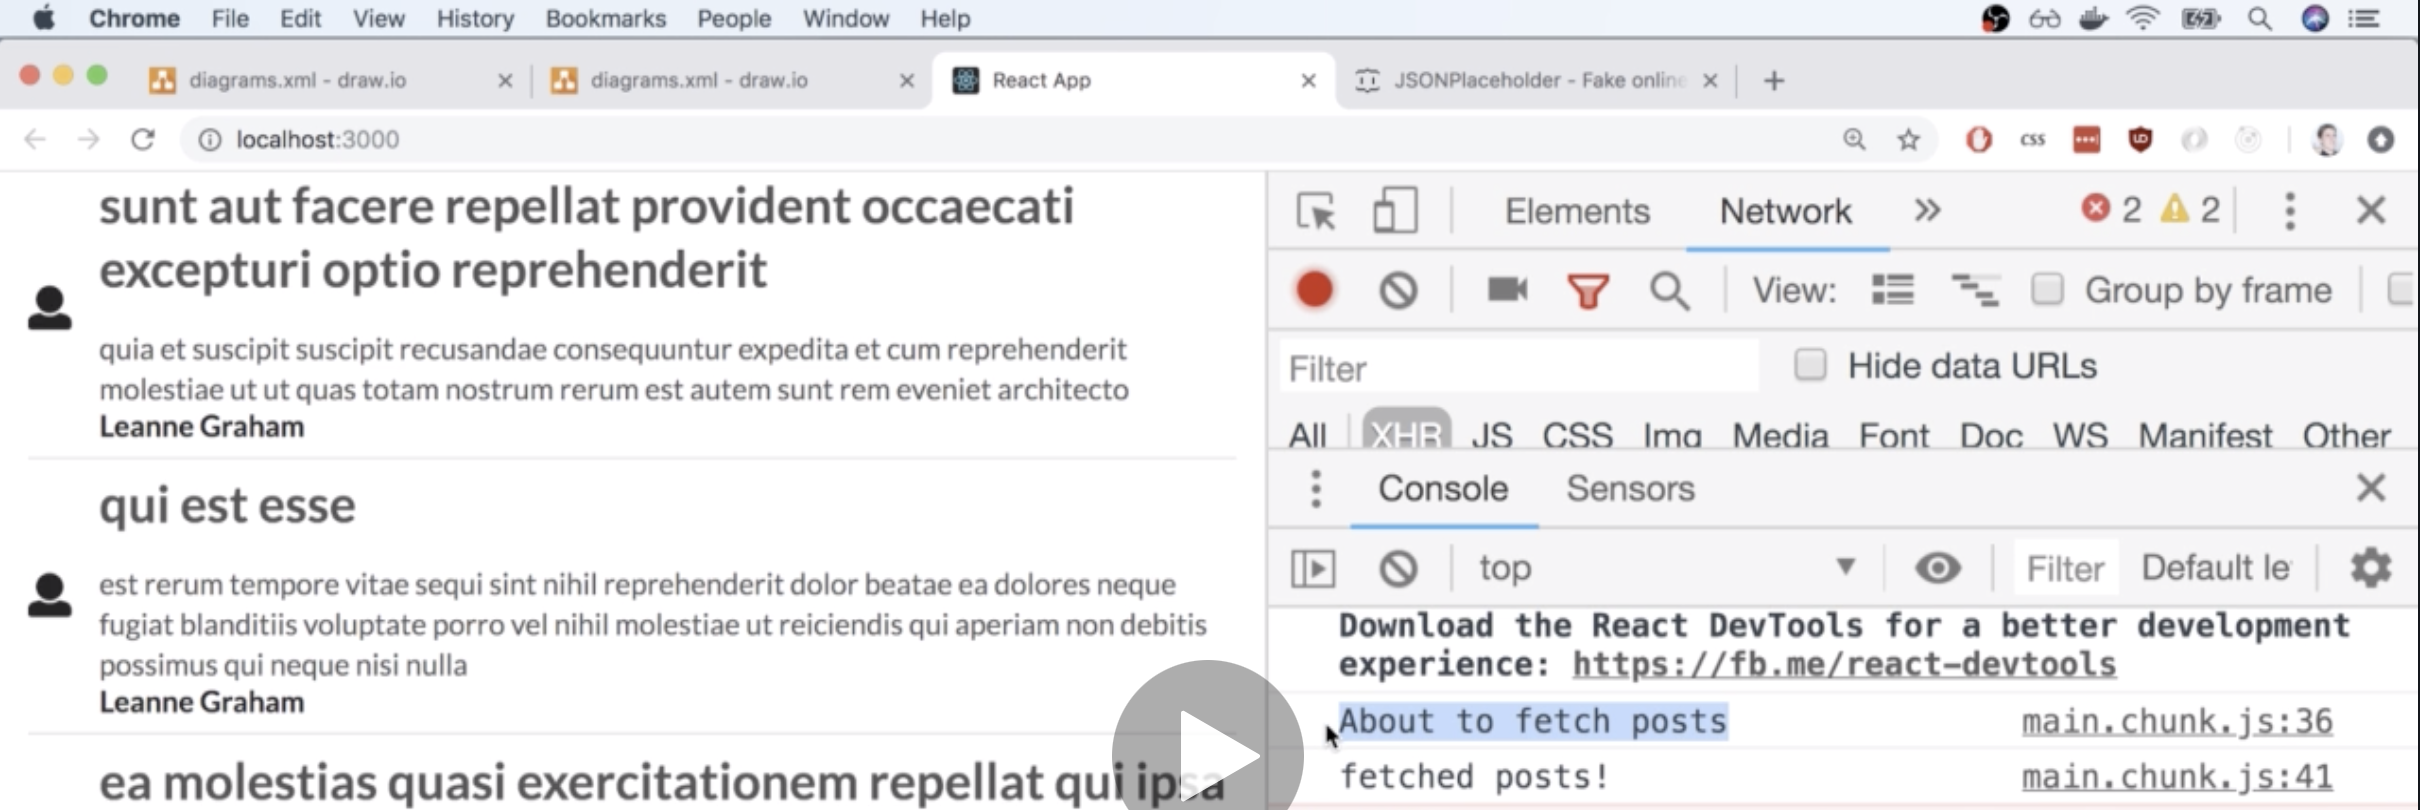 Chrome File Edit View History Bookmarks People Window Help
diagrams.xml - draw.io
diagrams.xml - draw.io
React App
JSONPlaceholder - Fake online
localhost:3000
css
sunt aut facere repellat provident occaecati
excepturi optio reprehenderit
quia et suscipit suscipit recusandae consequuntur expedita et cum reprehenderit
molestiae ut ut quas totam nostrum rerum est autem sunt rem eveniet architecto
Leanne Graham
qui est esse
est rerum tempore vitae sequi sint nihil reprehenderit dolor beatae ea dolores neque
fugiat blanditiis voluptate porro vel nihil molestiae ut reiciendis qui aperiam non debitis
possimus qui neque nisi nulla
Leanne Graham
ea molestias quasi exercitationem repellat qui ipsa
Elements Network 2 2
View: Group by frame
Filter Hide data URLs
All XHR JS CSS Img Media Font Doc WS Manifest Other
Console Sensors
top Filter Default le
Download the React DevTools for a better development
experience: https://fb.me/react-devtools
About to fetch posts main.chunk.js:36
fetched posts! main.chunk.js:41